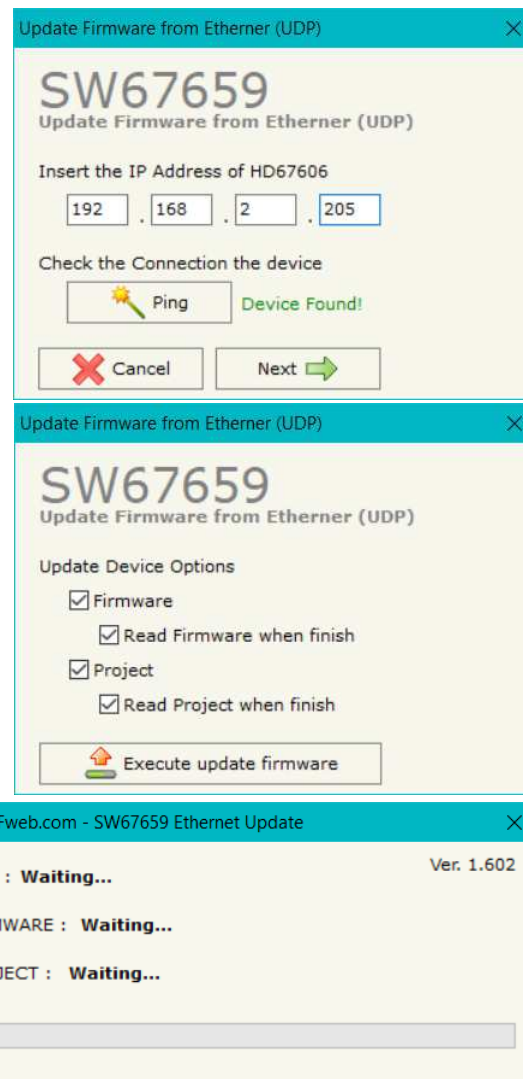 Update Firmware from Etherner (UDP)
SW67659
Update Firmware from Etherner (UDP)
Insert the IP Address of HD67606
192 . 168 . 2 . 205
Check the Connection the device
Ping Device Found!
Cancel Next
Update Firmware from Etherner (UDP)
SW67659
Update Firmware from Etherner (UDP)
Update Device Options
Firmware
Read Firmware when finish
Project
Read Project when finish
Execute update firmware
Fweb.com - SW67659 Ethernet Update
Ver. 1.602
: Waiting...
WARE : Waiting...
JECT : Waiting...